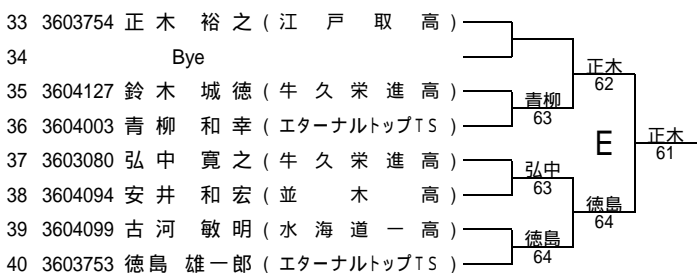 33 3603754 正木 裕之 (江戸取高)
34 Bye
35 3604127 鈴木 城徳 (牛久栄進高)
36 3604003 青柳 和幸 (エターナルトップTS)
37 3603080 弘中 寛之 (牛久栄進高)
38 3604094 安井 和宏 (並木高)
39 3604099 古河 敏明 (水海道一高)
40 3603753 徳島 雄一郎 (エターナルトップTS)
青柳
63
弘中
63
徳島
64
正木
62
徳島
64
E
正木
61